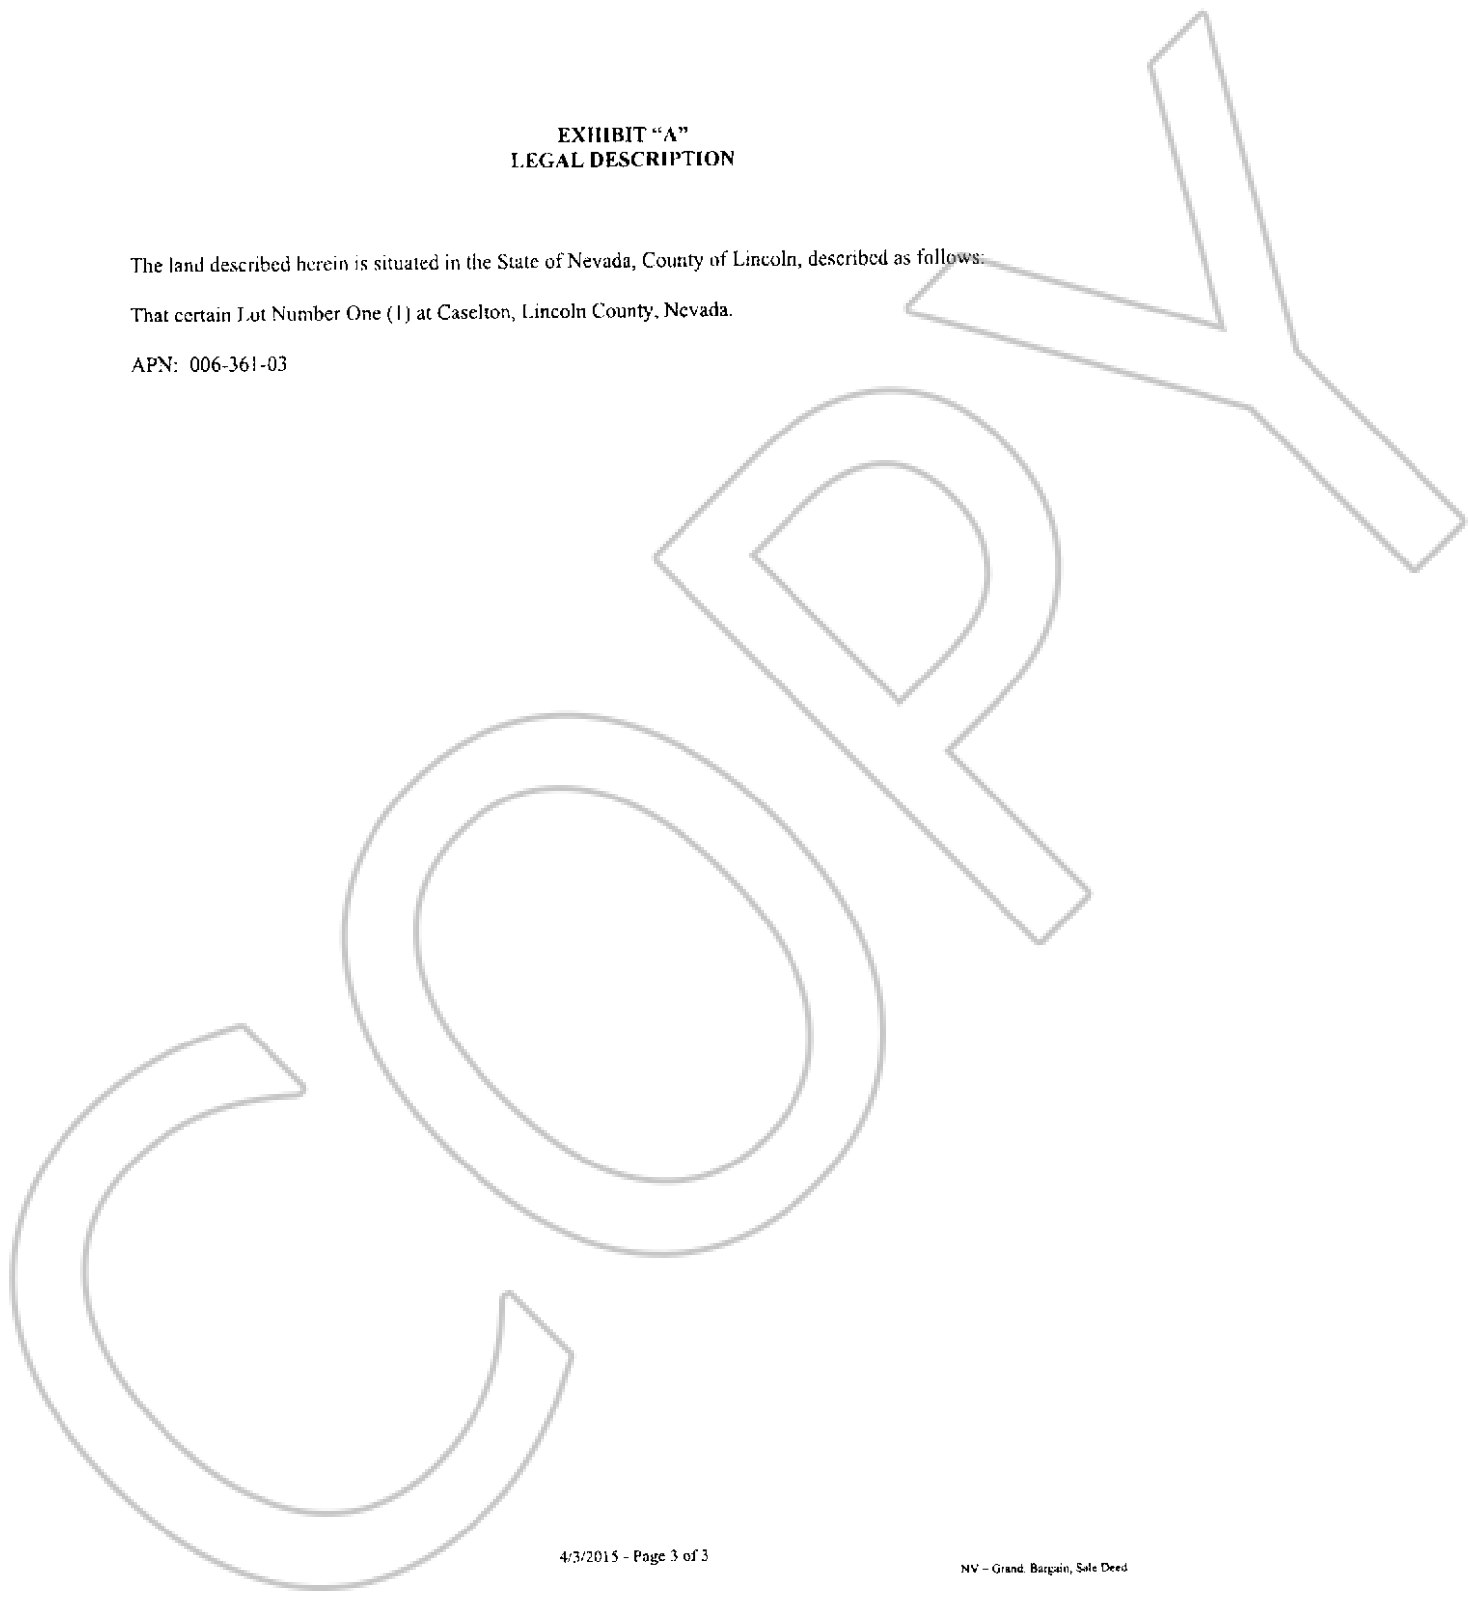 EXHIBIT “A”
LEGAL DESCRIPTION
The land described herein is situated in the State of Nevada, County of Lincoln, described as follows:
That certain Lot Number One (1) at Caselton, Lincoln County, Nevada.
APN: 006-361-03
COPY
4/3/2015 - Page 3 of 3
NV – Grand, Bargain, Sale Deed